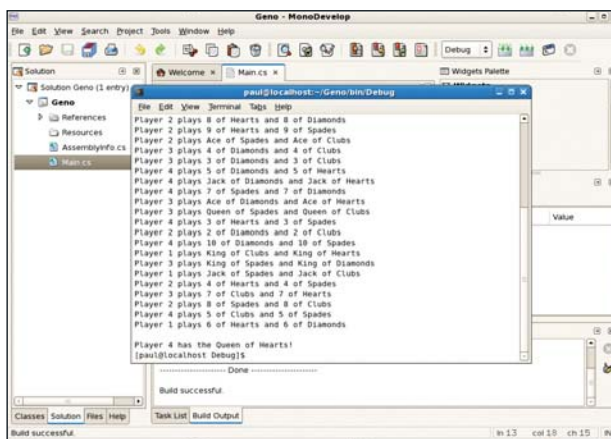 Geno - MonoDevelop
File Edit View Search Project Tools Window Help
Debug
Solution
Welcome
Main.cs
Widgets Palette
Solution Geno (1 entry)
Geno
References
Resources
AssemblyInfo.cs
Main.cs
paul@localhost:~/Geno/bin/Debug
File Edit View Terminal Tabs Help
Player 2 plays 8 of Hearts and 8 of Diamonds
Player 2 plays 9 of Hearts and 9 of Spades
Player 2 plays Ace of Spades and Ace of Clubs
Player 3 plays 4 of Diamonds and 4 of Clubs
Player 3 plays 3 of Diamonds and 3 of Clubs
Player 4 plays 5 of Diamonds and 5 of Hearts
Player 4 plays Jack of Diamonds and Jack of Hearts
Player 4 plays 7 of Spades and 7 of Diamonds
Player 3 plays Ace of Diamonds and Ace of Hearts
Player 3 plays Queen of Spades and Queen of Clubs
Player 4 plays 3 of Hearts and 3 of Spades
Player 2 plays 2 of Diamonds and 2 of Clubs
Player 4 plays 10 of Diamonds and 10 of Spades
Player 1 plays King of Clubs and King of Hearts
Player 3 plays King of Spades and King of Diamonds
Player 1 plays Jack of Spades and Jack of Clubs
Player 2 plays 4 of Hearts and 4 of Spades
Player 3 plays 7 of Clubs and 7 of Hearts
Player 2 plays 8 of Spades and 8 of Clubs
Player 4 plays 5 of Clubs and 5 of Spades
Player 1 plays 6 of Hearts and 6 of Diamonds
Player 4 has the Queen of Hearts!
[paul@localhost Debug]$
Value
---------------------- Done ----------------------
Build successful.
Classes Solution Files Help
Task List Build Output
Build successful.
ln 13 col 18 ch 15